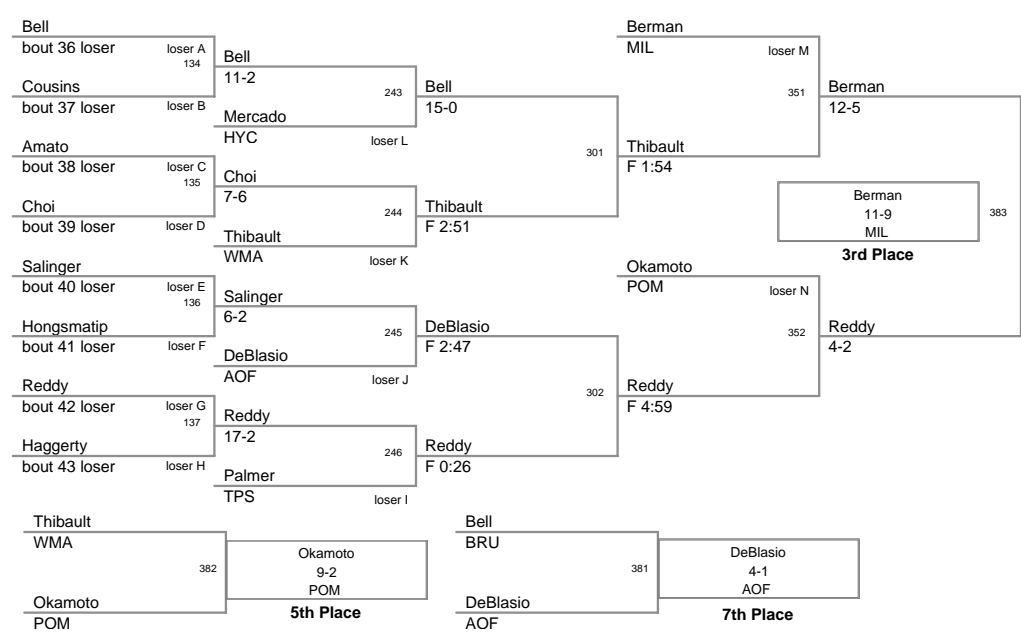 Bell
bout 36 loser
loser A
134
Cousins
bout 37 loser
loser B
Amato
bout 38 loser
loser C
135
Choi
bout 39 loser
loser D
Salinger
bout 40 loser
loser E
136
Hongsmatip
bout 41 loser
loser F
Reddy
bout 42 loser
loser G
137
Haggerty
bout 43 loser
loser H
Bell
11-2
243
Mercado
HYC
loser L
Choi
7-6
244
Thibault
WMA
loser K
Salinger
6-2
245
DeBlasio
AOF
loser J
Reddy
17-2
246
Palmer
TPS
loser I
Bell
15-0
301
Thibault
F 2:51
DeBlasio
F 2:47
302
Reddy
F 0:26
Berman
MIL
loser M
351
Thibault
F 1:54
Okamoto
POM
loser N
352
Reddy
F 4:59
Berman
12-5
383
Reddy
4-2
Berman
11-9
MIL
3rd Place
Thibault
WMA
382
Okamoto
POM
Okamoto
9-2
POM
5th Place
Bell
BRU
381
DeBlasio
AOF
DeBlasio
4-1
AOF
7th Place